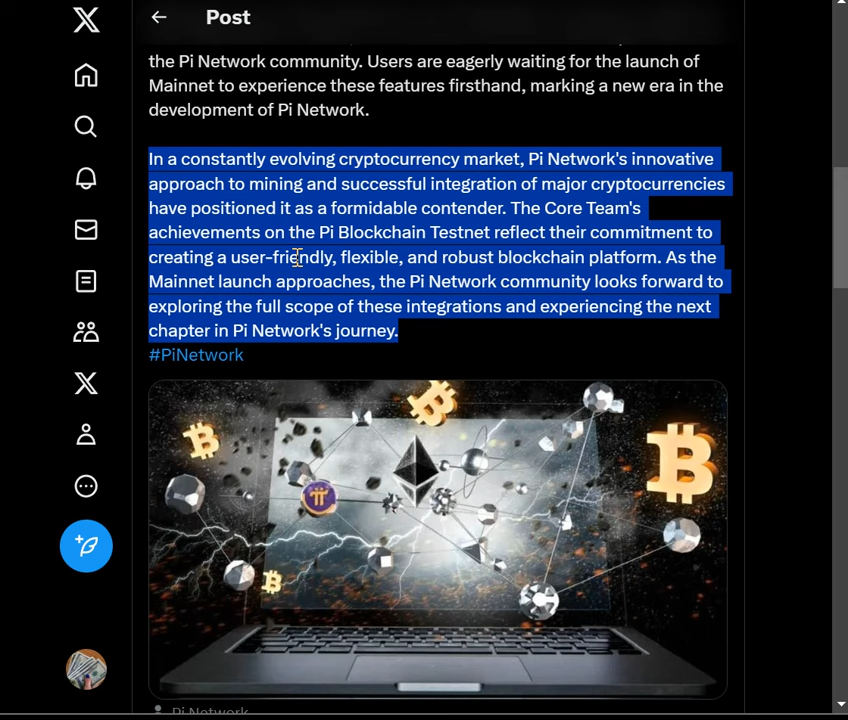 Post
the Pi Network community. Users are eagerly waiting for the launch of
Mainnet to experience these features firsthand, marking a new era in the
development of Pi Network.
In a constantly evolving cryptocurrency market, Pi Network's innovative
approach to mining and successful integration of major cryptocurrencies
have positioned it as a formidable contender. The Core Team's
achievements on the Pi Blockchain Testnet reflect their commitment to
creating a user-friendly, flexible, and robust blockchain platform. As the
Mainnet launch approaches, the Pi Network community looks forward to
exploring the full scope of these integrations and experiencing the next
chapter in Pi Network's journey.
#PiNetwork
Pi Network